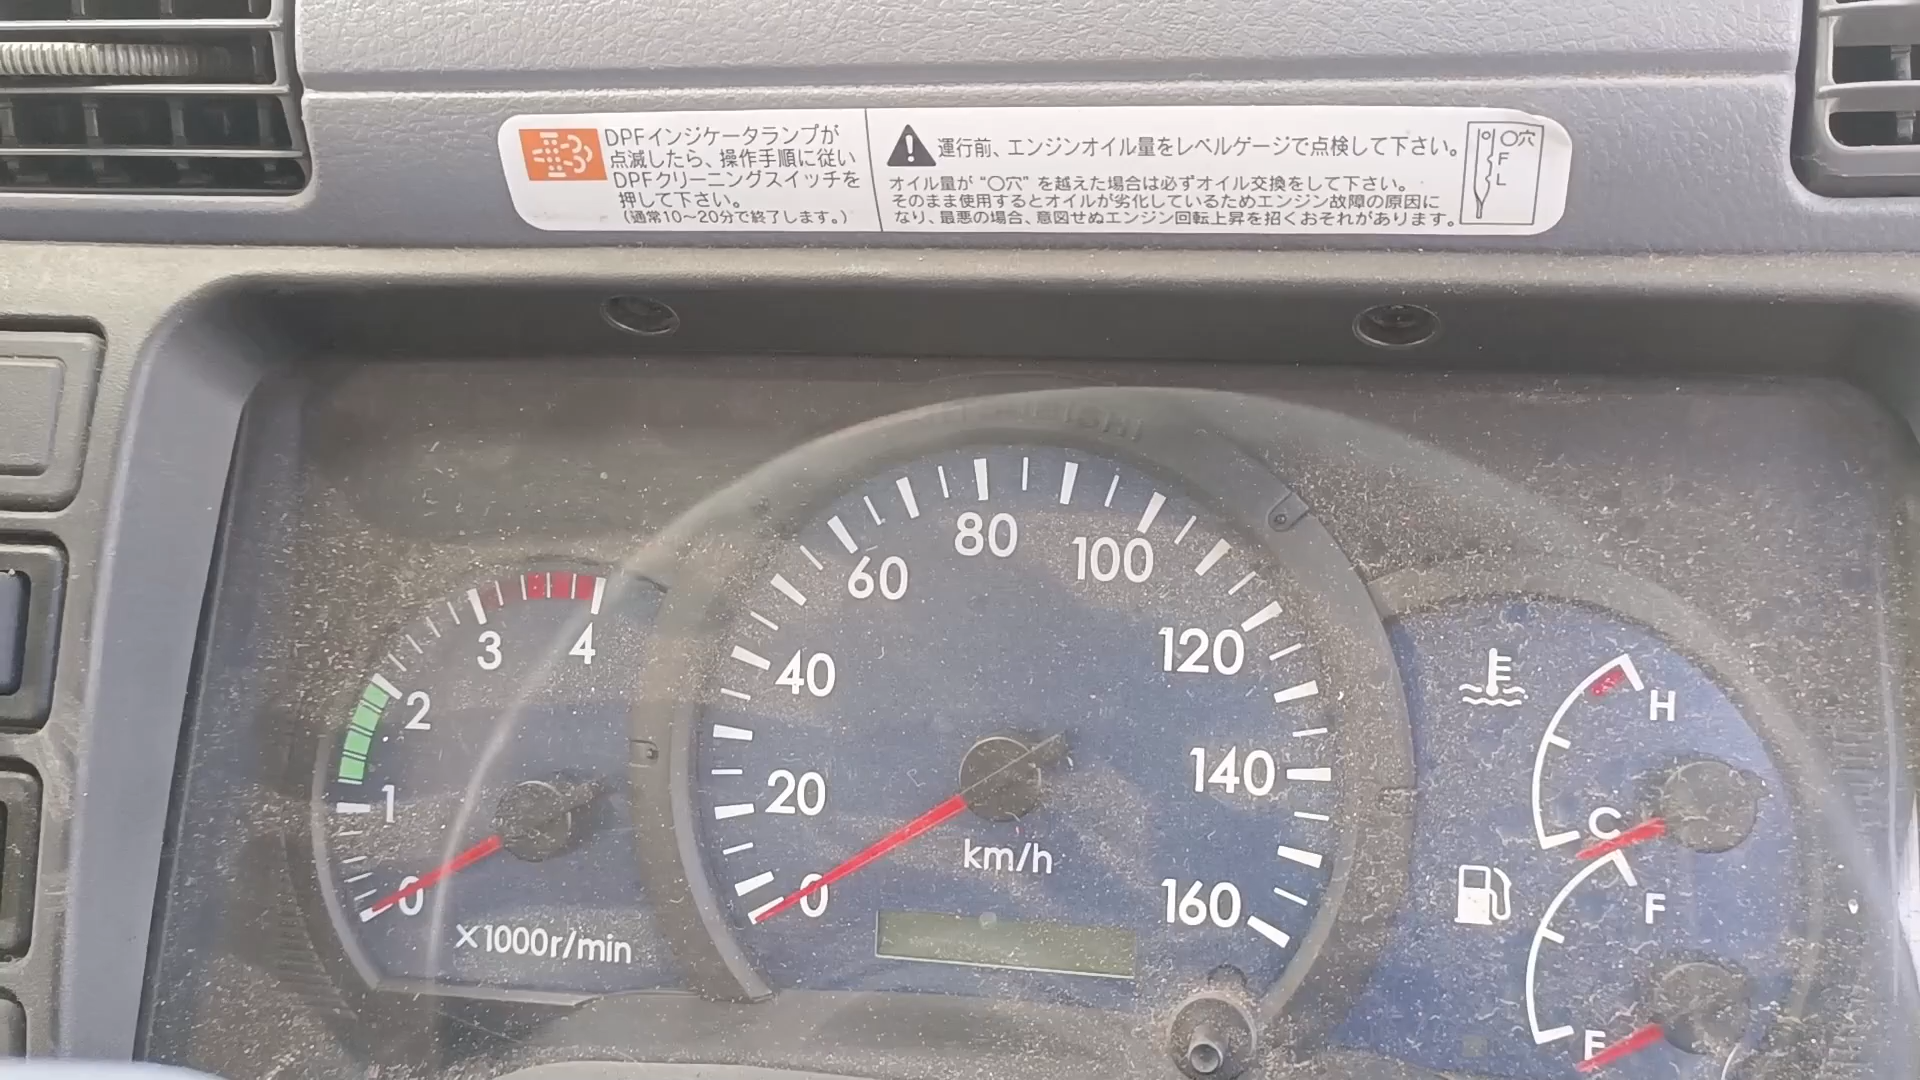 DPFインジケータランプが
点滅したら、操作手順に従い
DPFクリーニングスイッチを
押して下さい。
(通常10〜20分で終了します。)
運行前、エンジンオイル量をレベルゲージで点検して下さい。
オイル量が“〇穴”を越えた場合は必ずオイル交換をして下さい。
そのまま使用するとオイルが劣化しているためエンジン故障の原因に
なり、最悪の場合、意図せぬエンジン回転上昇を招くおそれがあります。
〇穴
F
L
0
1
2
3
4
×1000r/min
0
20
40
60
80
100
120
140
160
km/h
H
C
F
E